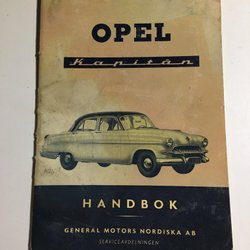 OPEL
Kapitän
HANDBOK
GENERAL MOTORS NORDISKA AB
SERVICEAVDELNINGEN